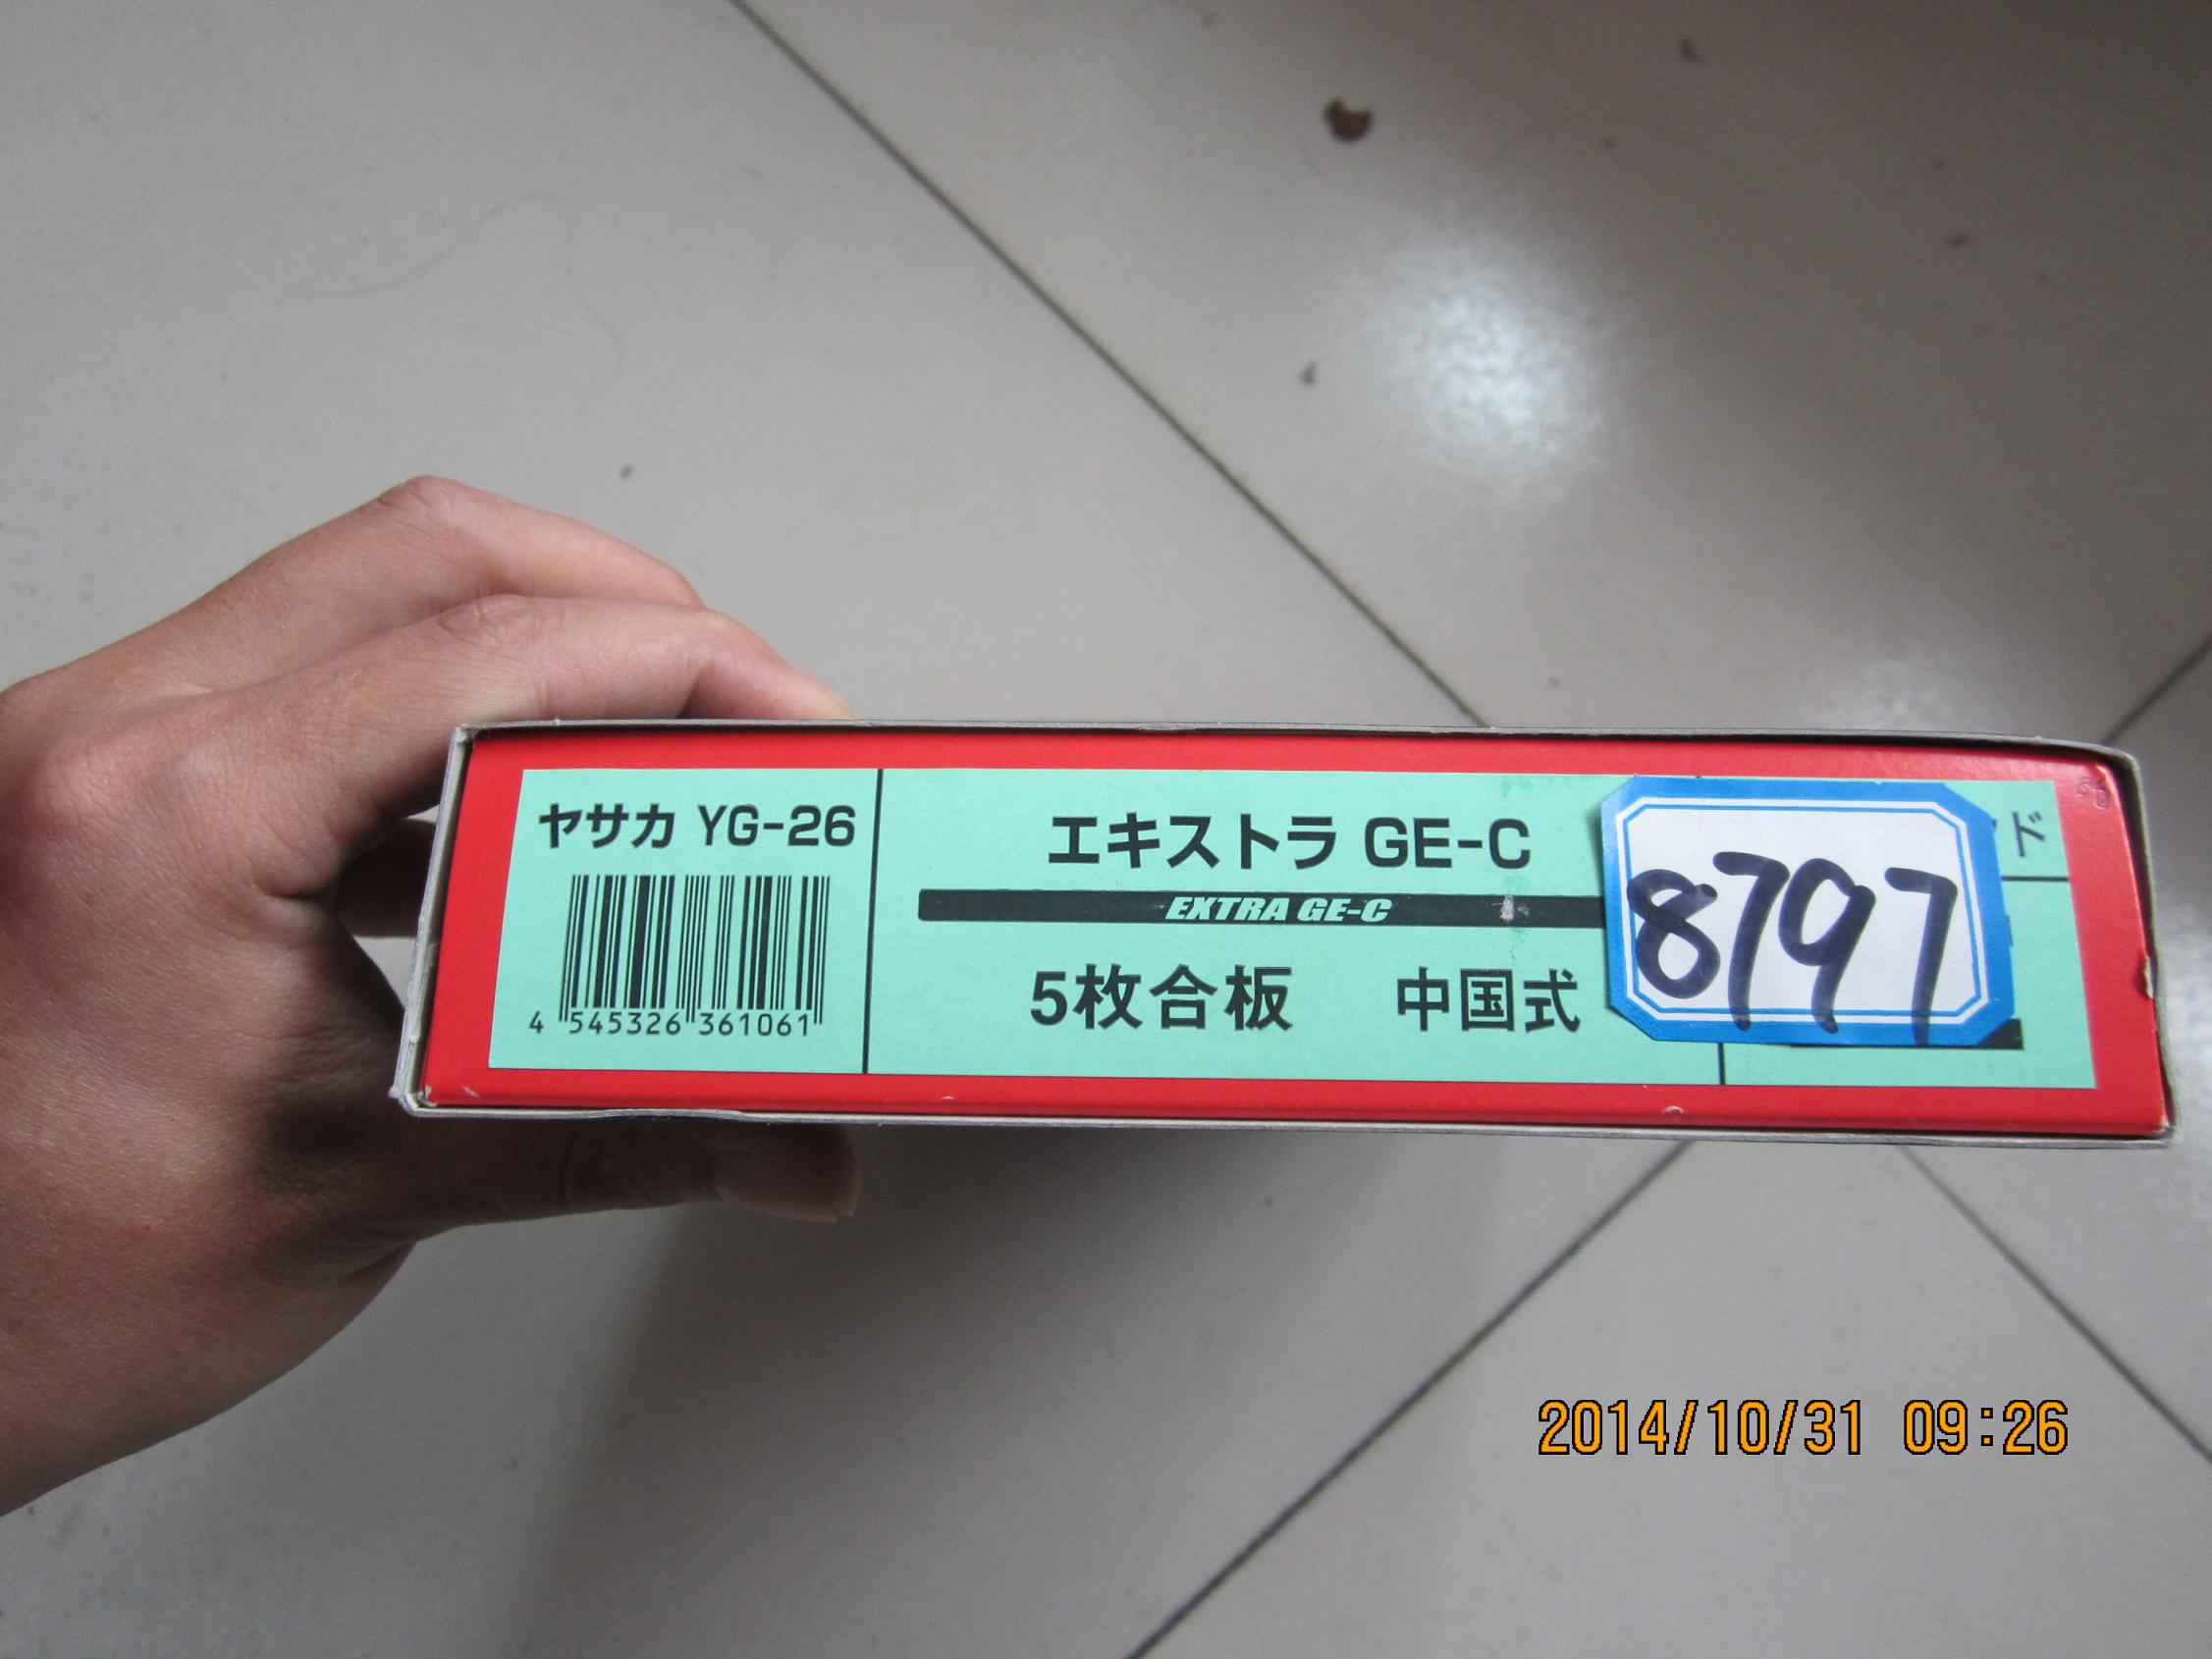 ヤサカ YG-26
4 545326 361061
エキストラ GE-C
EXTRA GE-C
5枚合板 中国式
ド
8797
2014/10/31 09:26